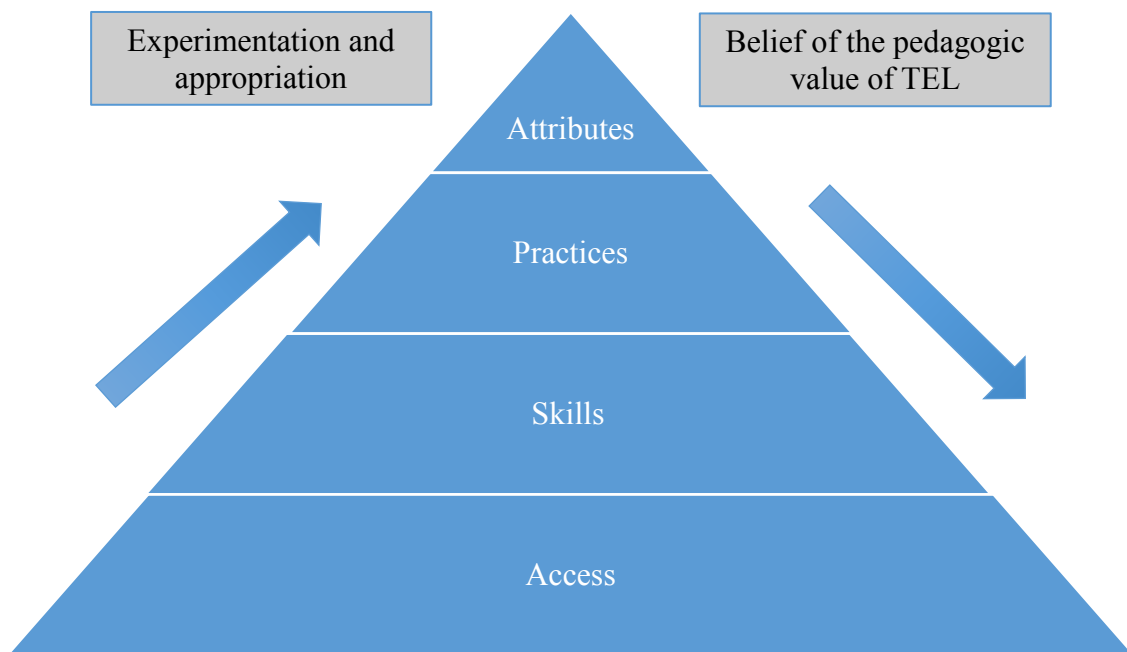 Experimentation and
appropriation
Belief of the pedagogic
value of TEL
Attributes
Practices
Skills
Access